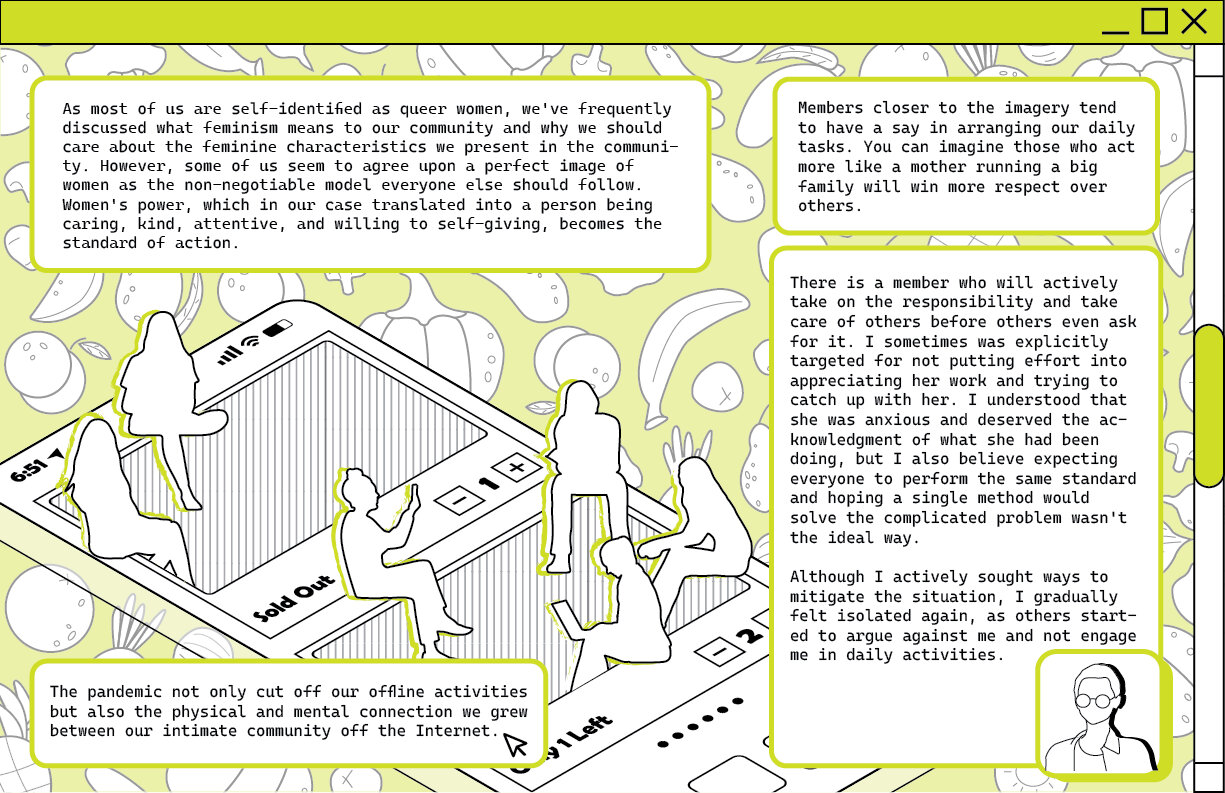 As most of us are self-identified as queer women, we've frequently
discussed what feminism means to our community and why we should
care about the feminine characteristics we present in the communi-
ty. However, some of us seem to agree upon a perfect image of
women as the non-negotiable model everyone else should follow.
Women's power, which in our case translated into a person being
caring, kind, attentive, and willing to self-giving, becomes the
standard of action.
Members closer to the imagery tend
to have a say in arranging our daily
tasks. You can imagine those who act
more like a mother running a big
family will win more respect over
others.
There is a member who will actively
take on the responsibility and take
care of others before others even ask
for it. I sometimes was explicitly
targeted for not putting effort into
appreciating her work and trying to
catch up with her. I understood that
she was anxious and deserved the ac-
knowledgment of what she had been
doing, but I also believe expecting
everyone to perform the same standard
and hoping a single method would
solve the complicated problem wasn't
the ideal way.
Although I actively sought ways to
mitigate the situation, I gradually
felt isolated again, as others start-
ed to argue against me and not engage
me in daily activities.
6:51
− 1 +
Sold Out
− 2
1 Left
The pandemic not only cut off our offline activities
but also the physical and mental connection we grew
between our intimate community off the Internet.